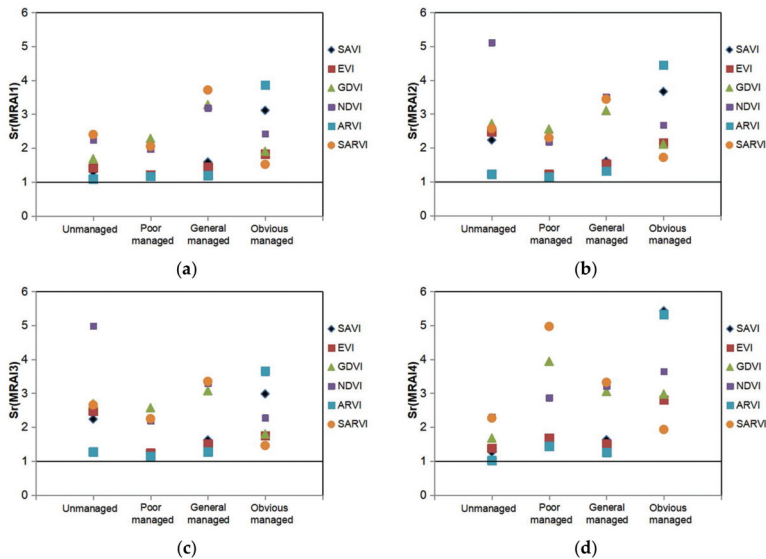 (a)
Sr(MRAI1)
6
5
4
3
2
1
0
Unmanaged
Poor
managed
General
managed
Obvious
managed
SAVI
EVI
GDVI
NDVI
ARVI
SARVI
(b)
Sr(MRAI2)
6
5
4
3
2
1
0
Unmanaged
Poor
managed
General
managed
Obvious
managed
SAVI
EVI
GDVI
NDVI
ARVI
SARVI
(c)
Sr(MRAI3)
6
5
4
3
2
1
0
Unmanaged
Poor
managed
General
managed
Obvious
managed
SAVI
EVI
GDVI
NDVI
ARVI
SARVI
(d)
Sr(MRAI4)
6
5
4
3
2
1
0
Unmanaged
Poor
managed
General
managed
Obvious
managed
SAVI
EVI
GDVI
NDVI
ARVI
SARVI